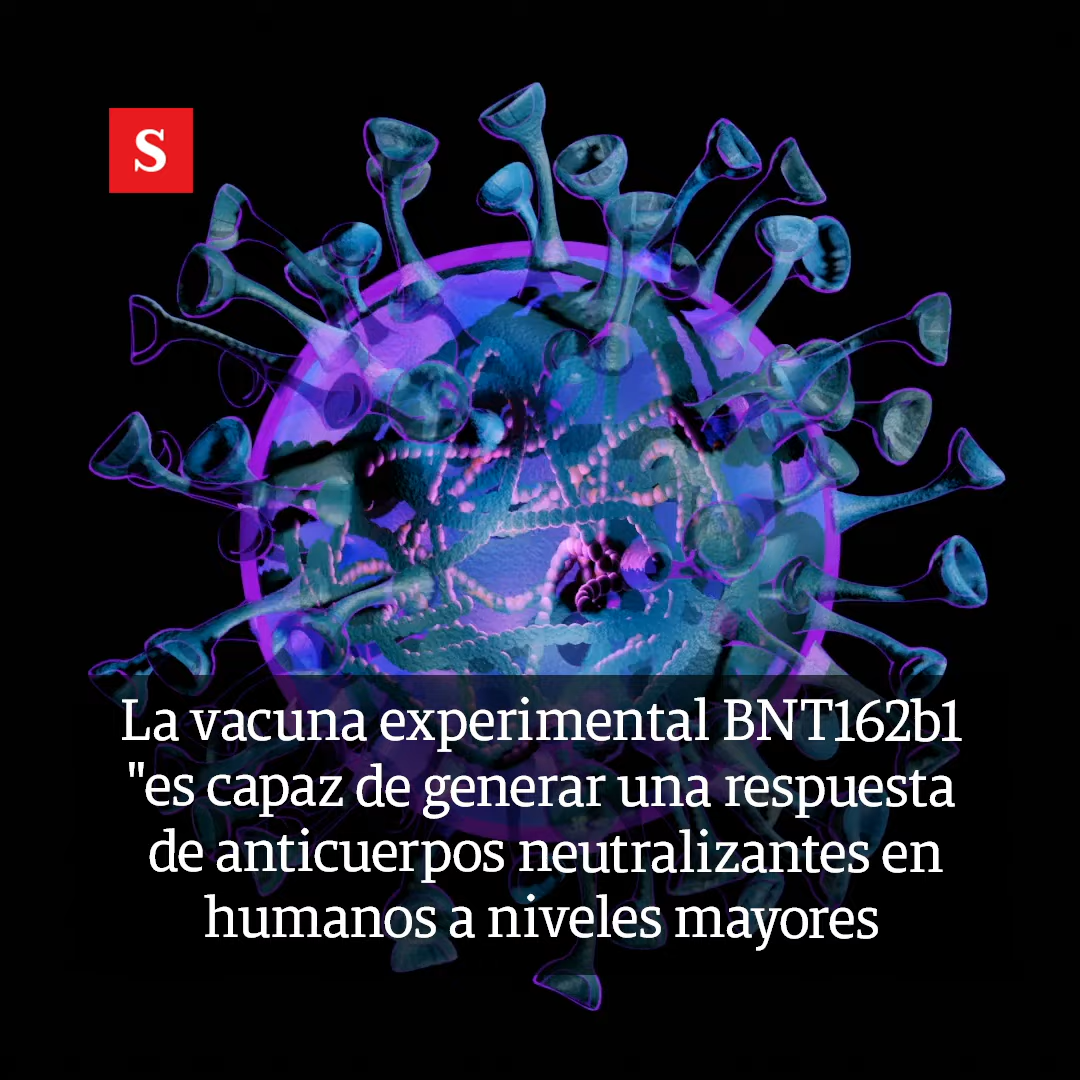 S
La vacuna experimental BNT162b1
"es capaz de generar una respuesta
de anticuerpos neutralizantes en
humanos a niveles mayores